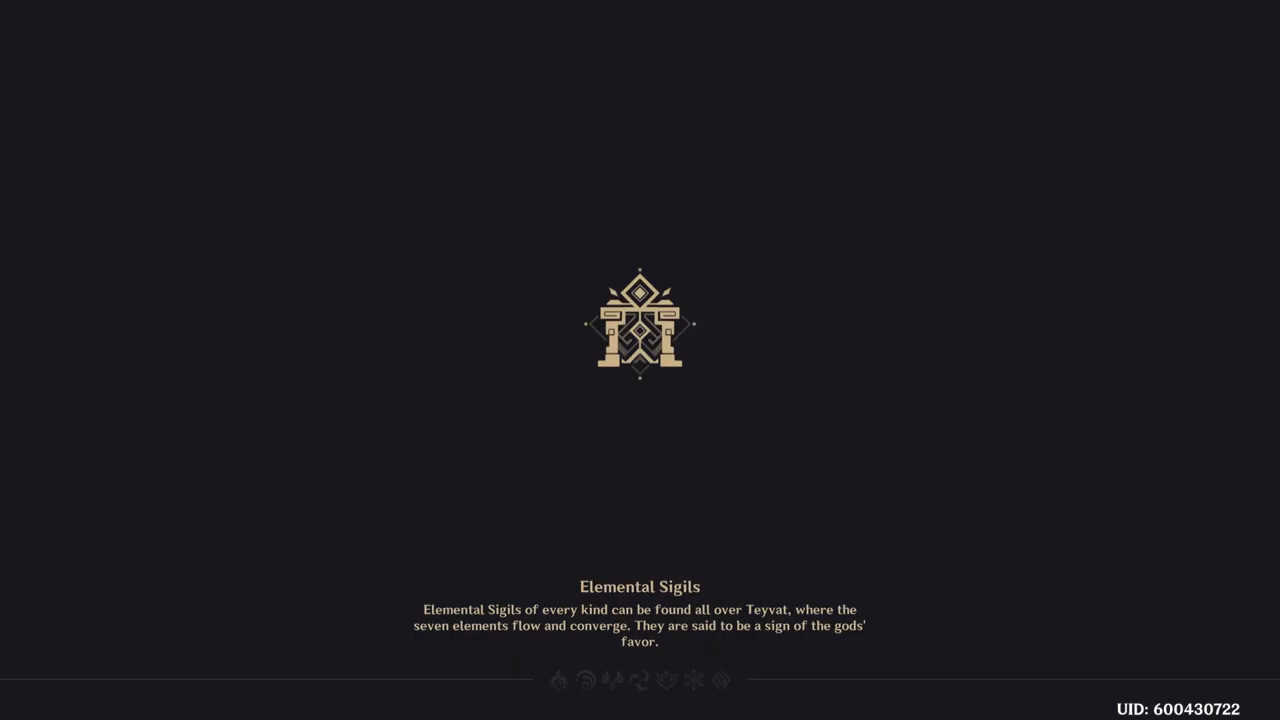 Elemental Sigils
Elemental Sigils of every kind can be found all over Teyvat, where the
seven elements flow and converge. They are said to be a sign of the gods'
favor.
UID: 600430722